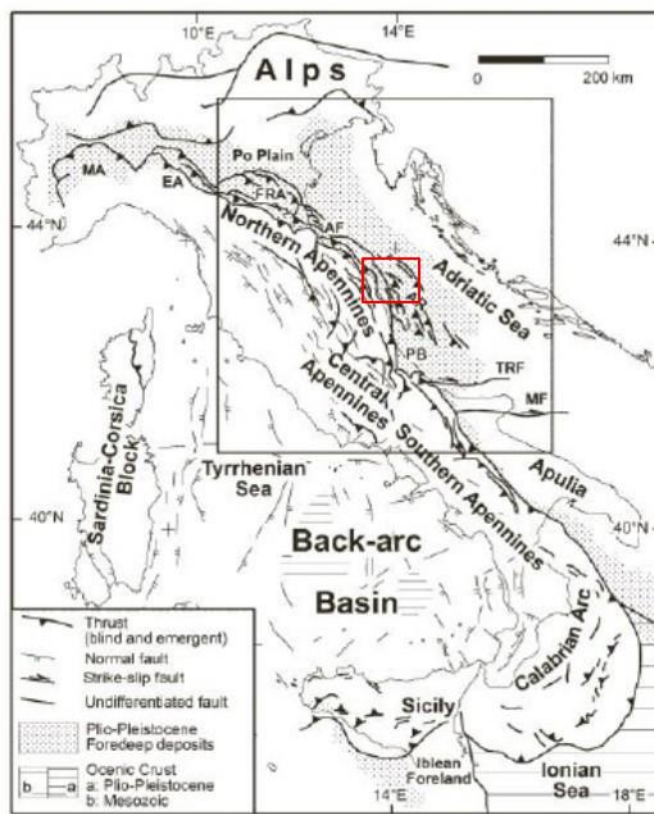 10°E
14°E
Alps
0
200 km
Po Plain
MA
EA
FRA
AF
44°N
44°N
Northern Apennines
Adriatic Sea
PB
TRF
Central
Apennines
MF
Southern Apennines
Apulia
Sardinia-Corsica
Block
Tyrrhenian
Sea
40°N
40°N
Back-arc
Basin
Calabrian Arc
Sicily
Iblean
Foreland
Ionian
Sea
14°E
18°E
Thrust
(blind and emergent)
Normal fault
Strike-slip fault
Undifferentiated fault
Plio-Pleistocene
Foredeep deposits
b
a
Ocenic Crust
a: Plio-Pleistocene
b: Mesozoic